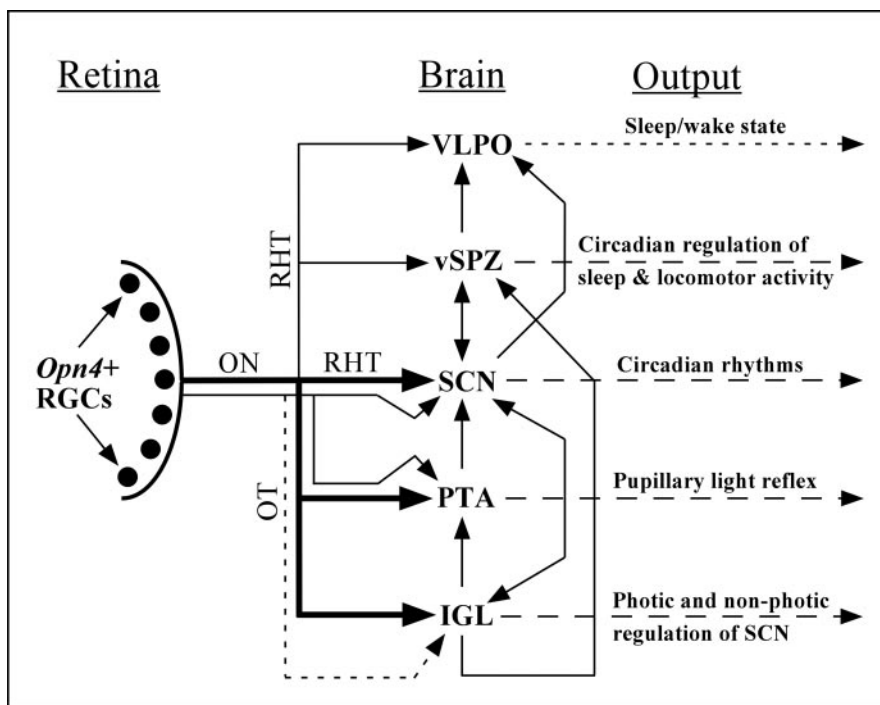 Retina
Brain
Output
VLPO
Sleep/wake state
RHT
vSPZ
Circadian regulation of
sleep & locomotor activity
Opn4+
RGCs
ON
RHT
SCN
Circadian rhythms
OT
PTA
Pupillary light reflex
IGL
Photic and non-photic
regulation of SCN